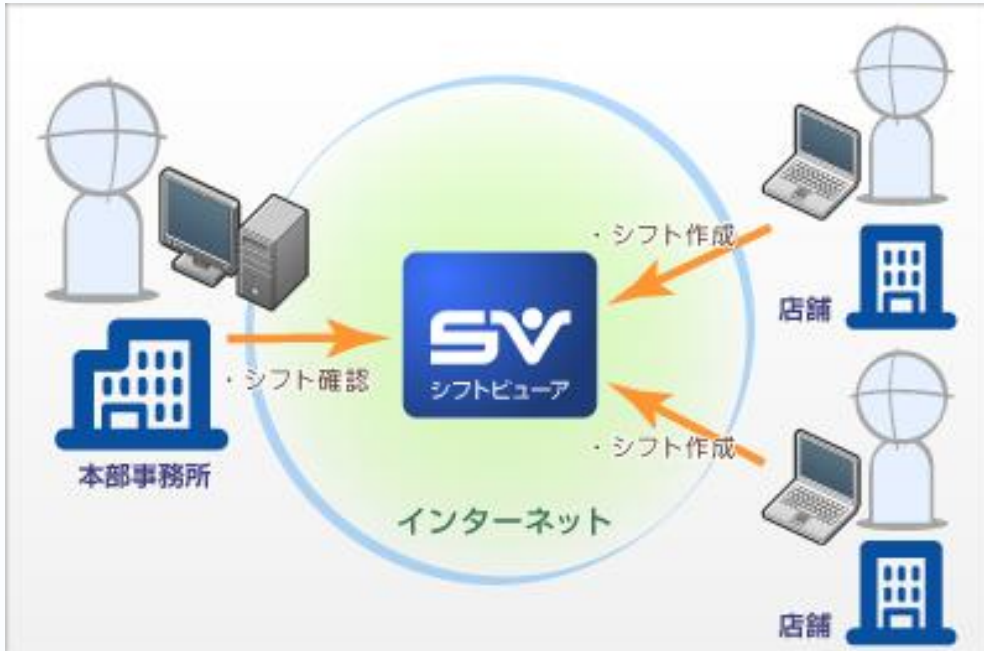 ・シフト作成
店舗
SV
シフトビューア
・シフト確認
本部事務所
・シフト作成
インターネット
店舗